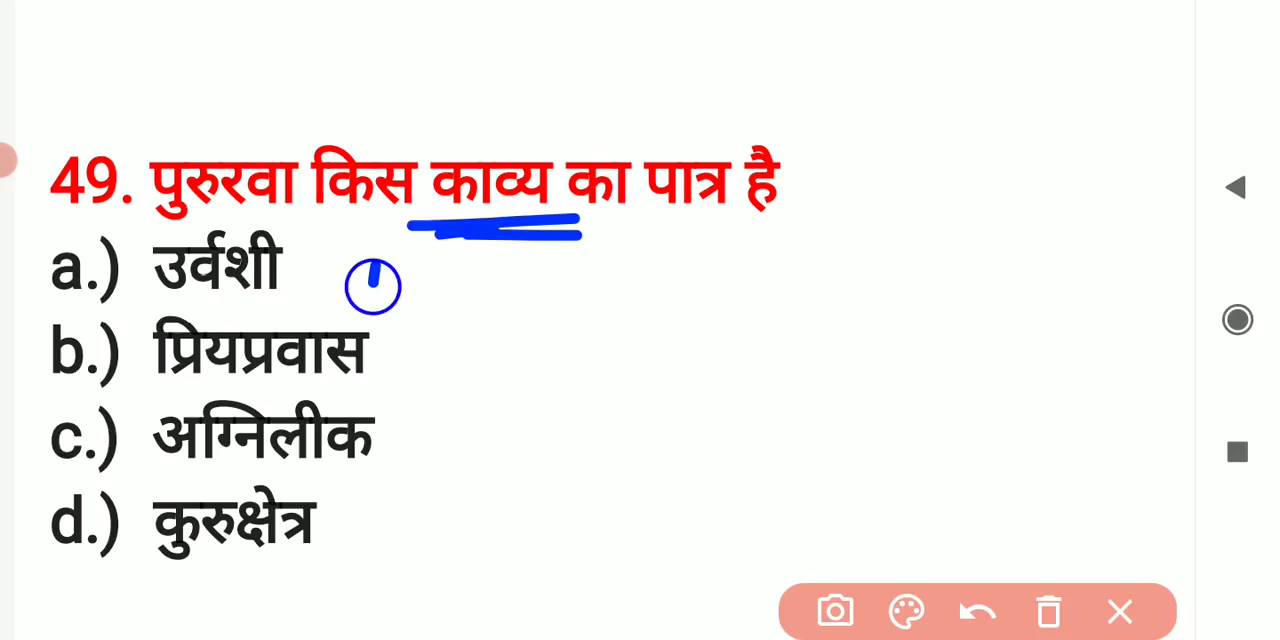 49. पुरुरवा किस काव्य का पात्र है
a.) उर्वशी
b.) प्रियप्रवास
c.) अग्निलीक
d.) कुरुक्षेत्र